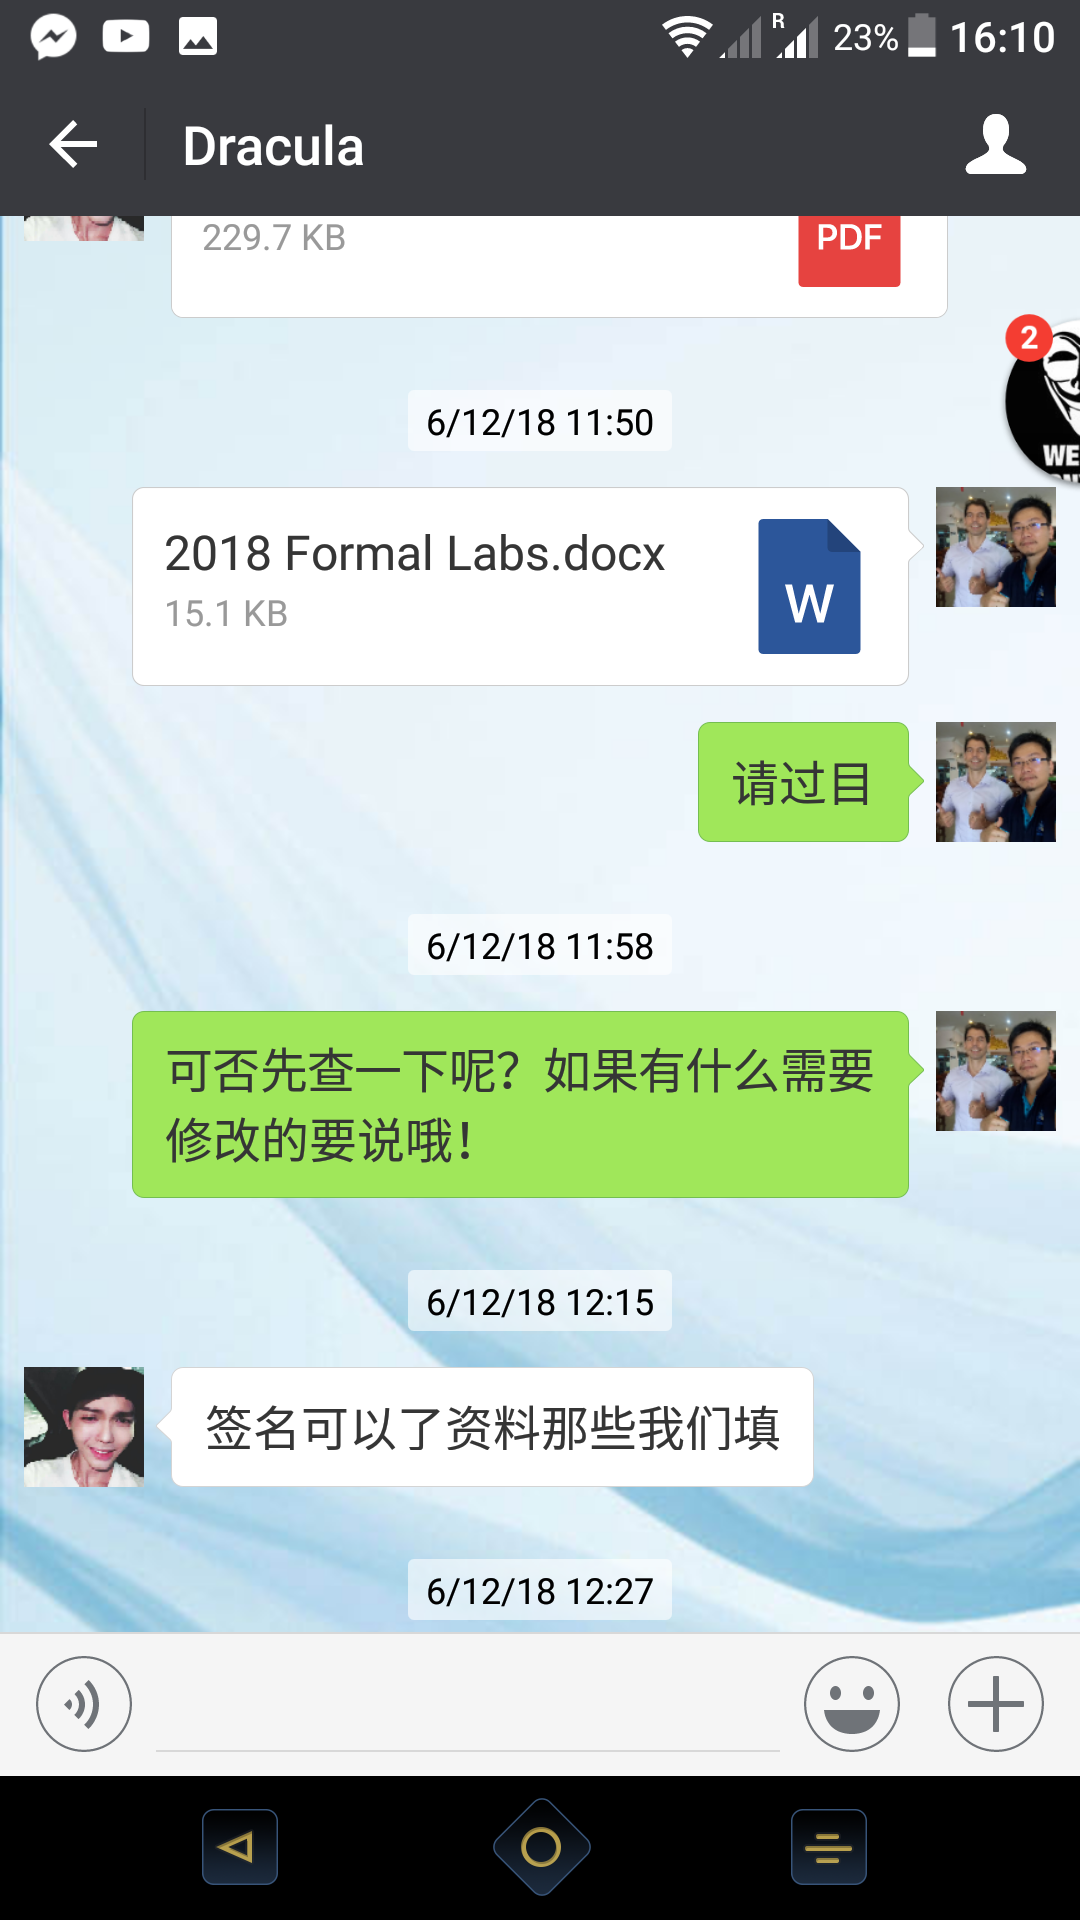 R 23% 16:10
Dracula
229.7 KB
PDF
2
WE
6/12/18 11:50
2018 Formal Labs.docx
15.1 KB
W
请过目
6/12/18 11:58
可否先查一下呢？如果有什么需要
修改的要说哦！
6/12/18 12:15
签名可以了资料那些我们填
6/12/18 12:27